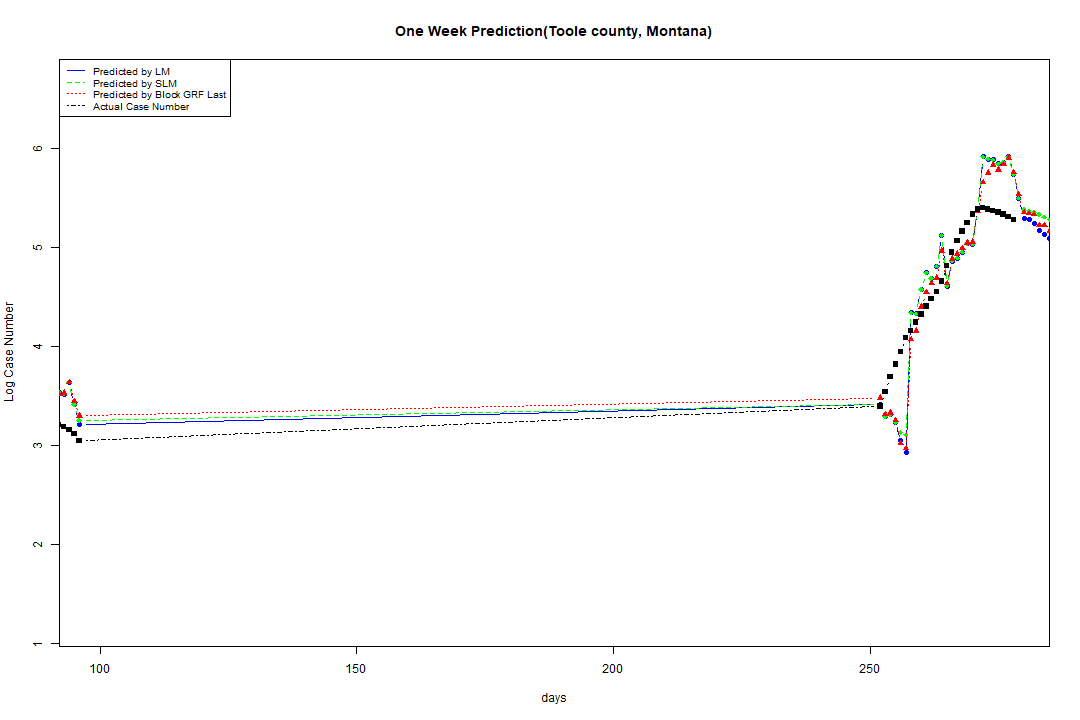 One Week Prediction(Toole county, Montana)
Predicted by LM
Predicted by SLM
Predicted by Block GRF Last
Actual Case Number
6
5
4
3
2
1
Log Case Number
100 150 200 250
days